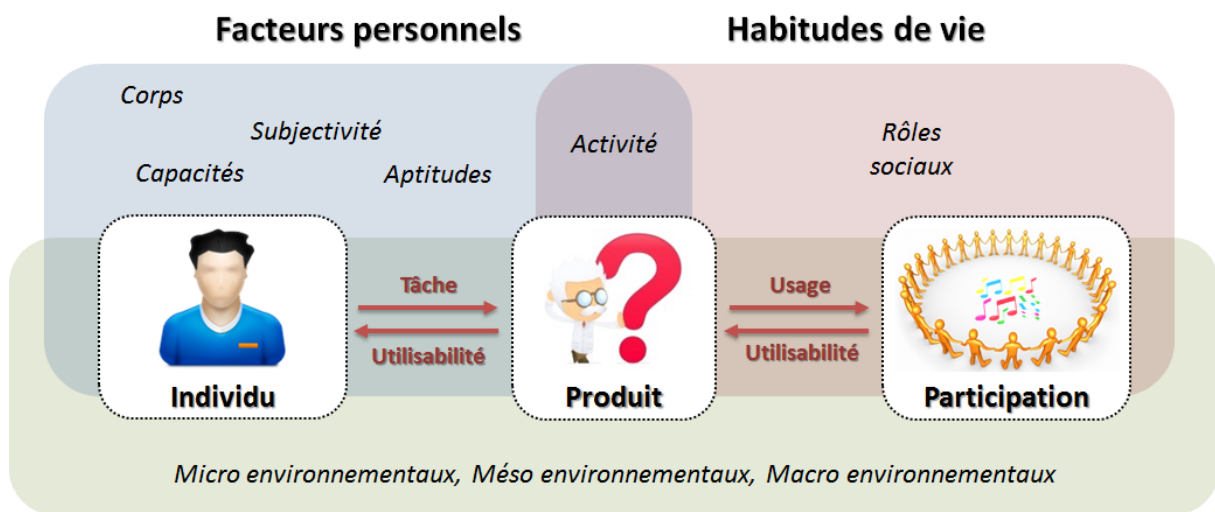 Facteurs personnels
Habitudes de vie
Corps
Subjectivité
Activité
Rôles
sociaux
Capacités
Aptitudes
Tâche
Usage
Utilisabilité
Utilisabilité
Individu
Produit
Participation
Micro environnementaux, Méso environnementaux, Macro environnementaux